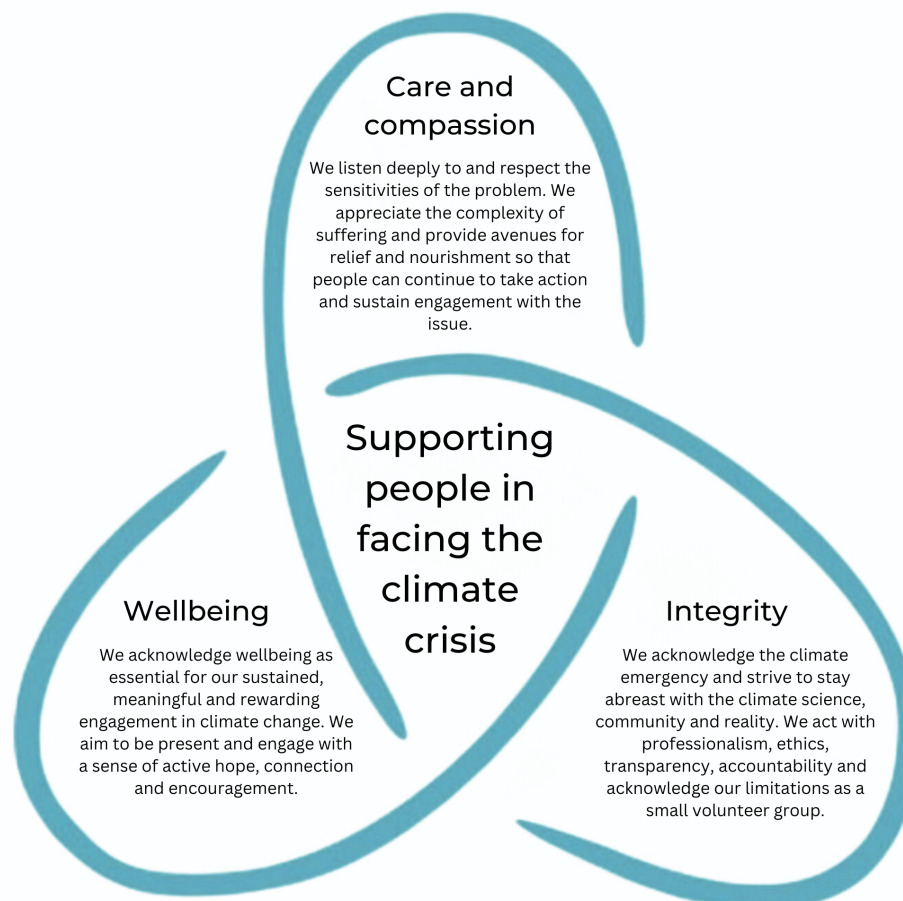 Care and
compassion
We listen deeply to and respect the
sensitivities of the problem. We
appreciate the complexity of
suffering and provide avenues for
relief and nourishment so that
people can continue to take action
and sustain engagement with the
issue.
Supporting
people in
facing the
climate
crisis
Wellbeing
We acknowledge wellbeing as
essential for our sustained,
meaningful and rewarding
engagement in climate change. We
aim to be present and engage with
a sense of active hope, connection
and encouragement.
Integrity
We acknowledge the climate
emergency and strive to stay
abreast with the climate science,
community and reality. We act with
professionalism, ethics,
transparency, accountability and
acknowledge our limitations as a
small volunteer group.